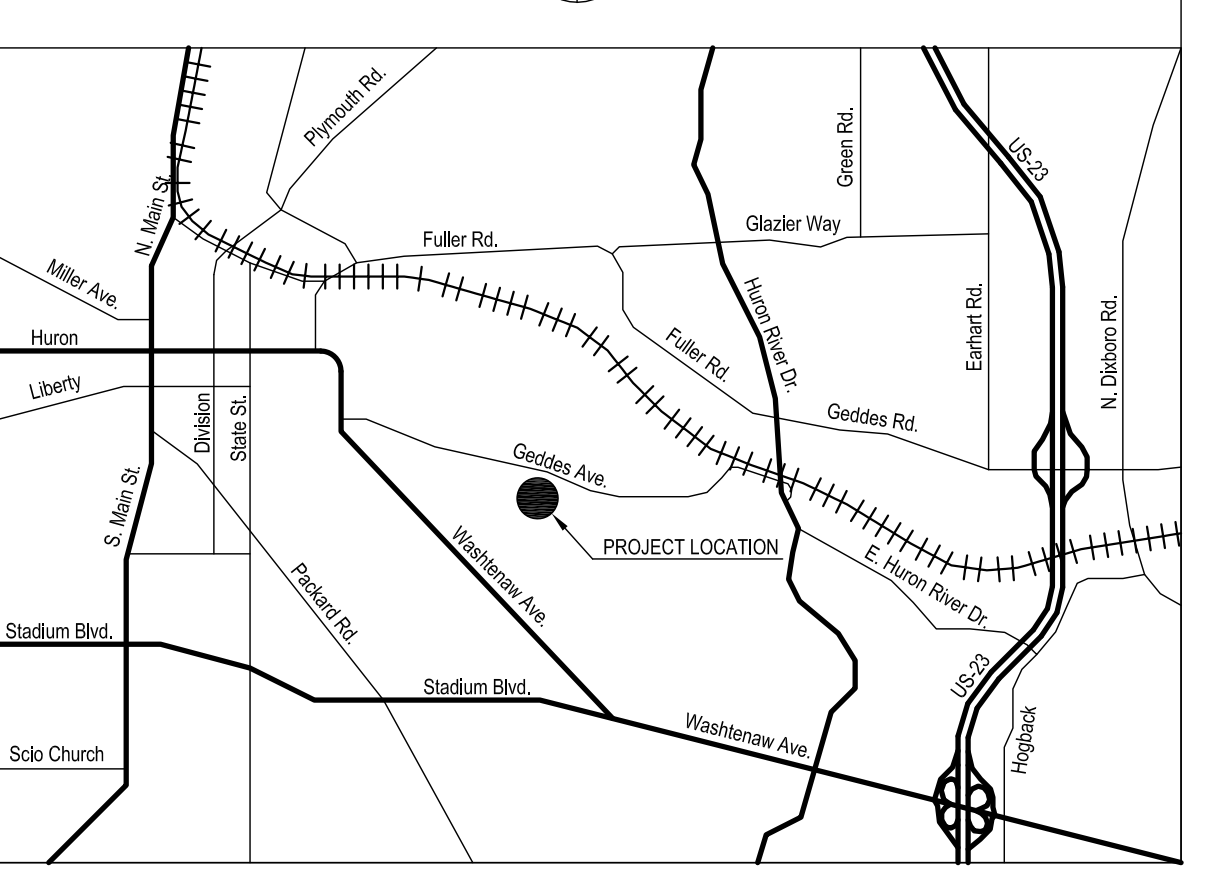 Plymouth Rd.
US-23
Green Rd.
N. Main St.
Glazier Way
Fuller Rd.
Miller Ave.
Huron River Dr.
Earhart Rd.
N. Dixboro Rd.
Huron
Fuller Rd.
Liberty
Division
State St.
Geddes Rd.
Geddes Ave.
S. Main St.
PROJECT LOCATION
Washtenaw Ave.
E. Huron River Dr.
Packard Rd.
Stadium Blvd.
US-23
Stadium Blvd.
Washtenaw Ave.
Hogback
Scio Church